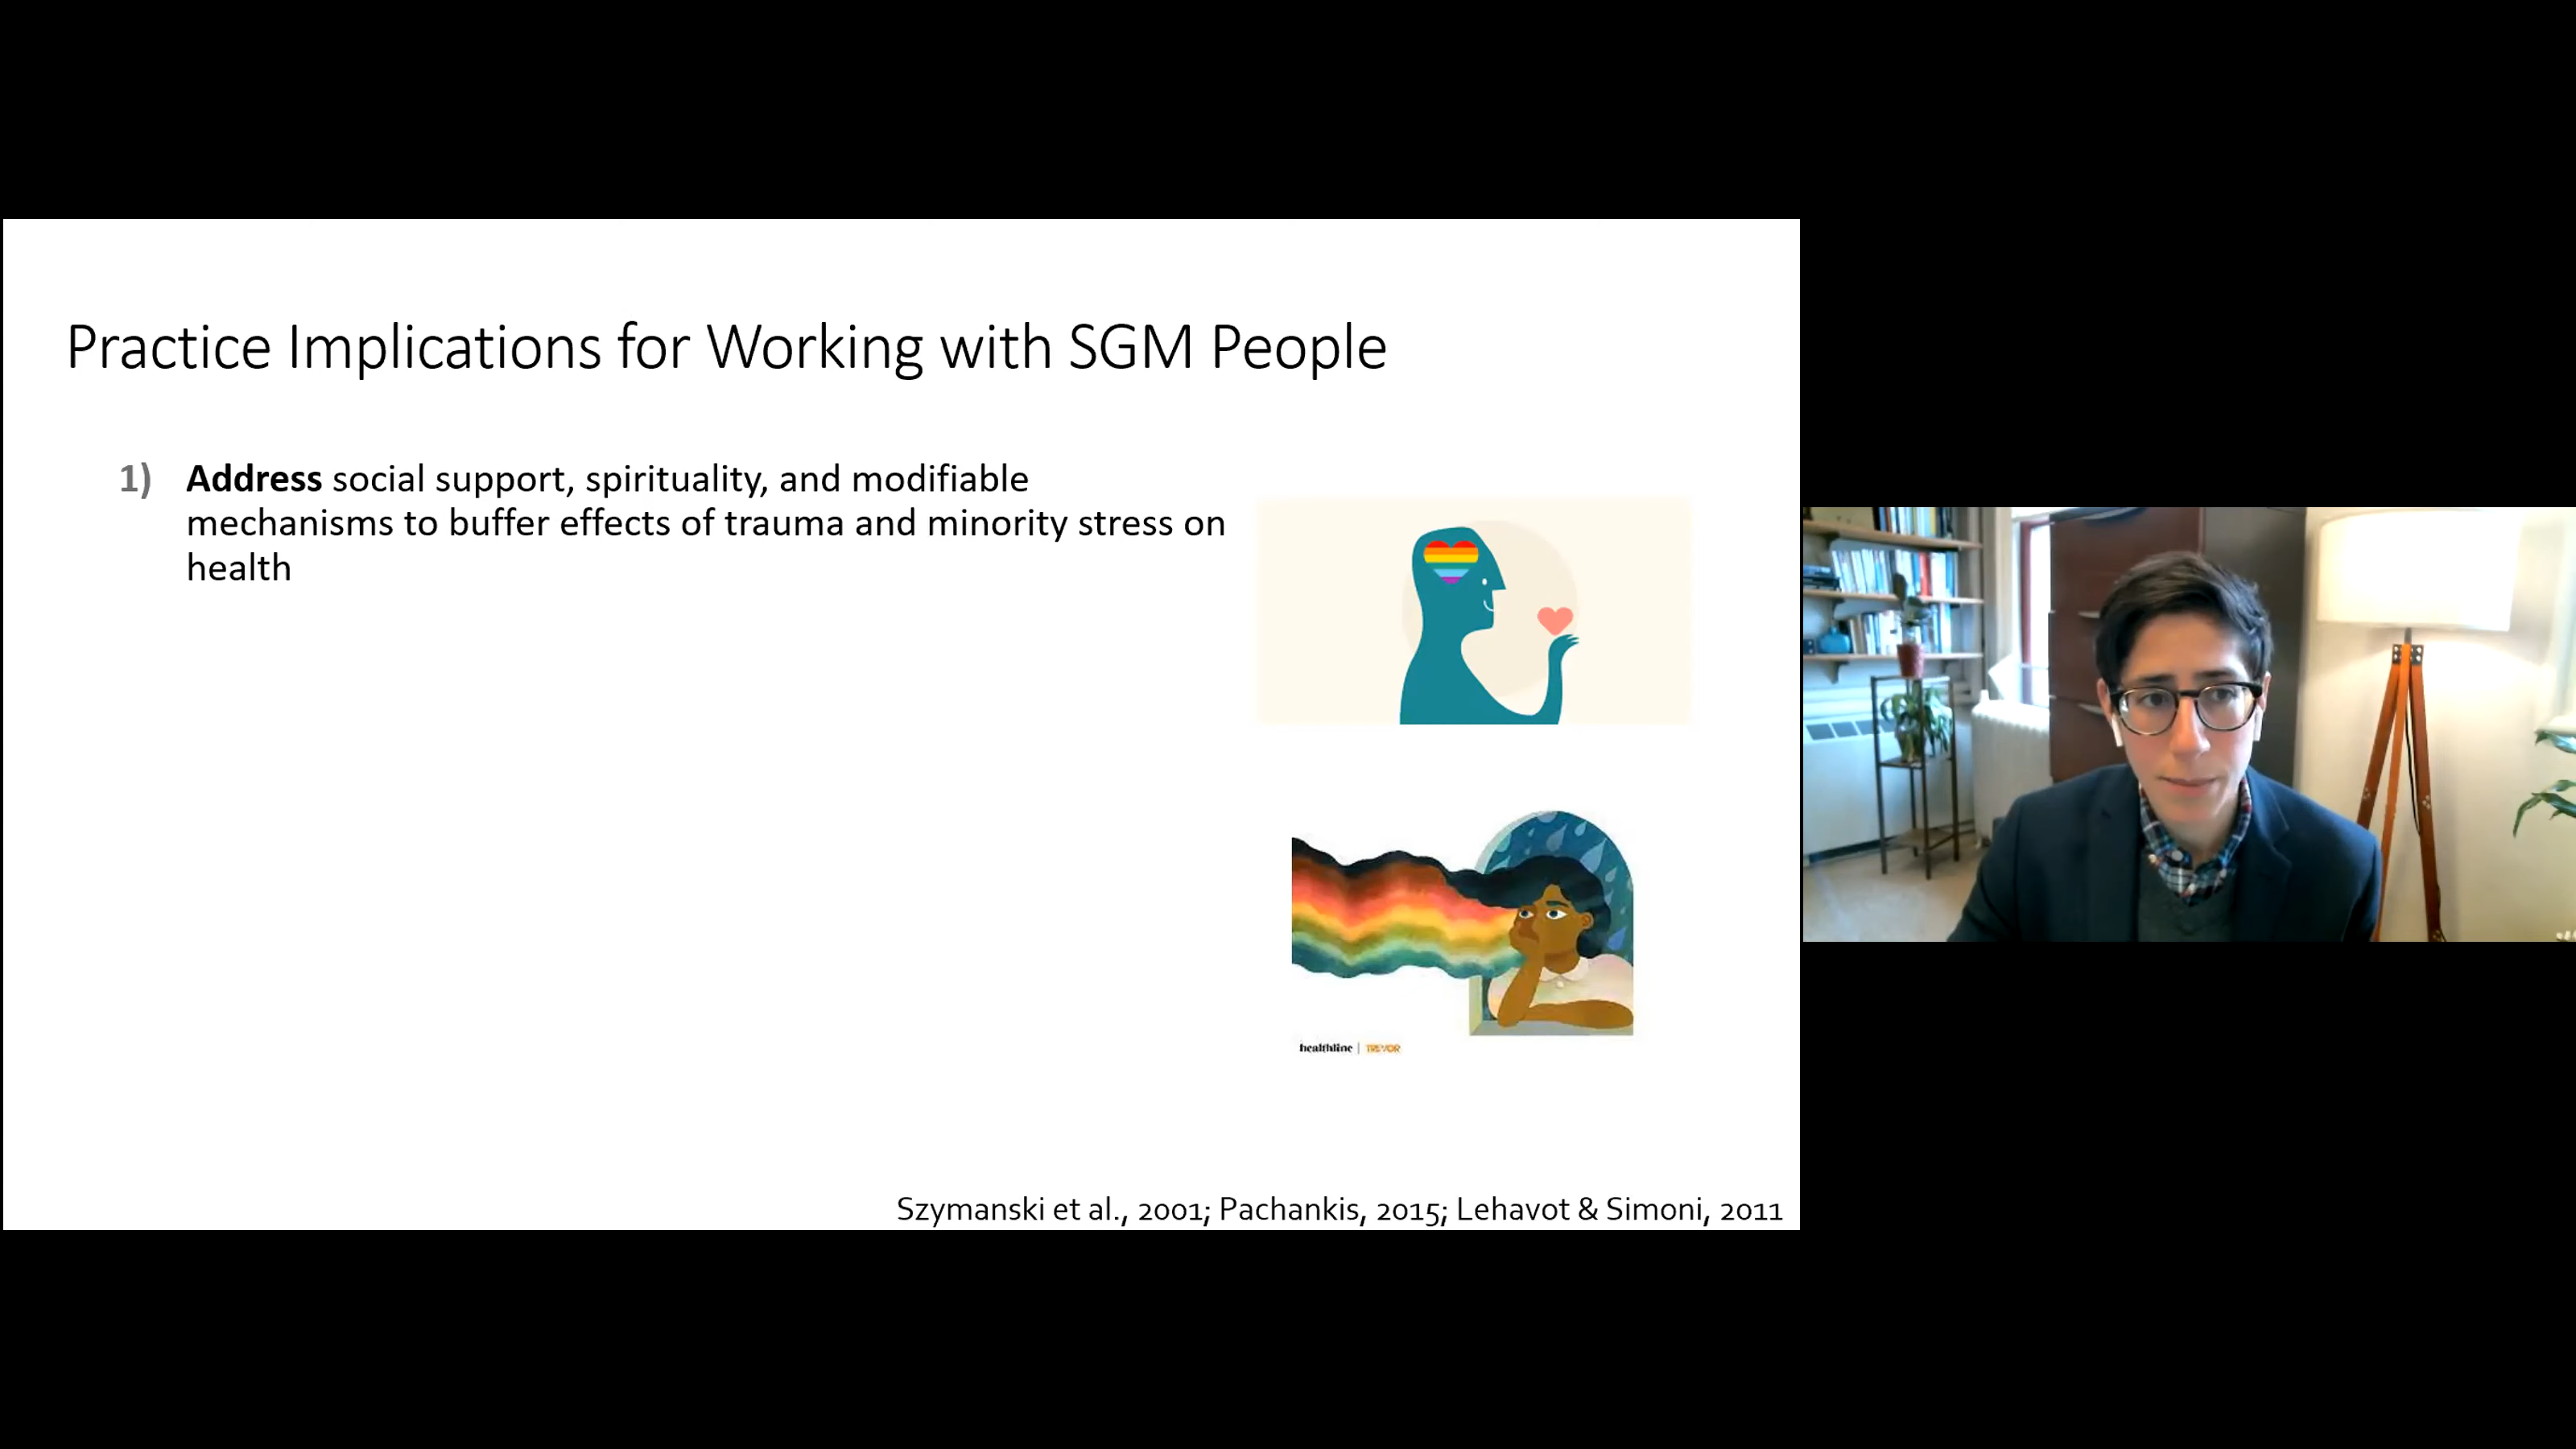 Practice Implications for Working with SGM People
1) Address social support, spirituality, and modifiable
mechanisms to buffer effects of trauma and minority stress on
health
healthline | TREVOR
Szymanski et al., 2001; Pachankis, 2015; Lehavot & Simoni, 2011